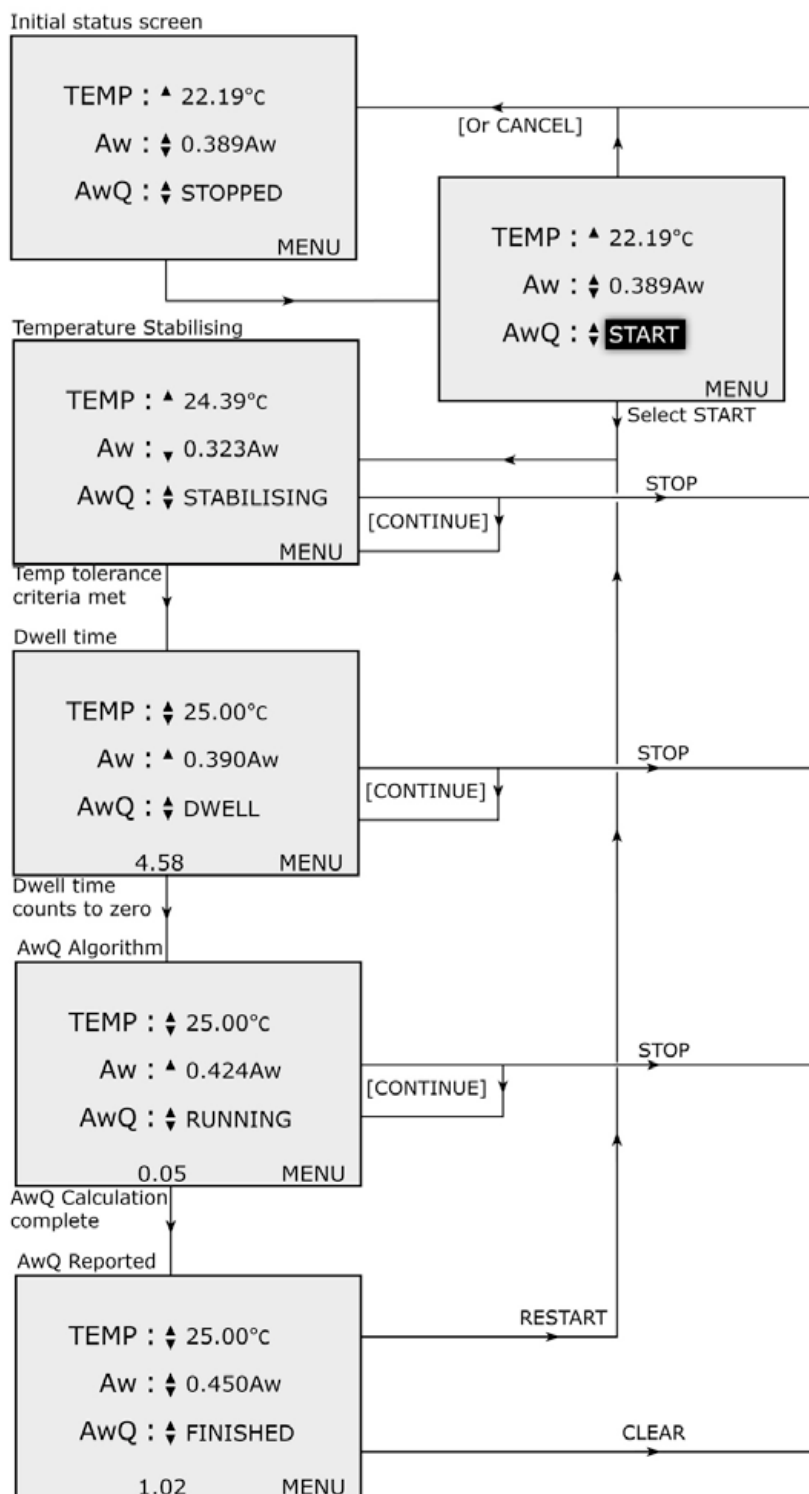 Initial status screen
TEMP : 22.19°C
Aw : 0.389Aw
AwQ : STOPPED
MENU
[Or CANCEL]
TEMP : 22.19°C
Aw : 0.389Aw
AwQ : START
MENU
Select START
Temperature Stabilising
TEMP : 24.39°C
Aw : 0.323Aw
AwQ : STABILISING
MENU
[CONTINUE]
STOP
Temp tolerance
criteria met
Dwell time
TEMP : 25.00°C
Aw : 0.390Aw
AwQ : DWELL
4.58 MENU
[CONTINUE]
STOP
Dwell time
counts to zero
AwQ Algorithm
TEMP : 25.00°C
Aw : 0.424Aw
AwQ : RUNNING
0.05 MENU
[CONTINUE]
STOP
AwQ Calculation
complete
AwQ Reported
TEMP : 25.00°C
Aw : 0.450Aw
AwQ : FINISHED
1.02 MENU
RESTART
CLEAR